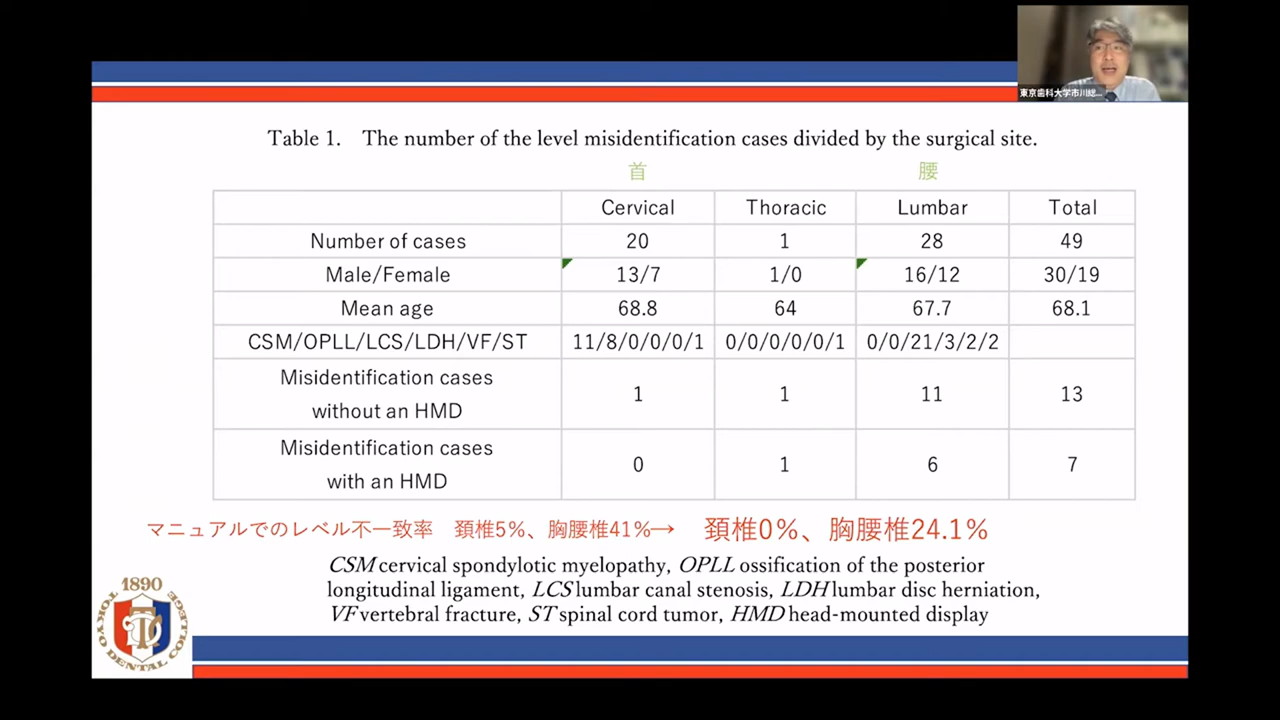 東京歯科大学市川総...
Table 1. The number of the level misidentification cases divided by the surgical site.
首 腰
Cervical Thoracic Lumbar Total
Number of cases 20 1 28 49
Male/Female 13/7 1/0 16/12 30/19
Mean age 68.8 64 67.7 68.1
CSM/OPLL/LCS/LDH/VF/ST 11/8/0/0/0/1 0/0/0/0/0/1 0/0/21/3/2/2
Misidentification cases
without an HMD 1 1 11 13
Misidentification cases
with an HMD 0 1 6 7
マニュアルでのレベル不一致率 頚椎5%、胸腰椎41%→ 頚椎0%、胸腰椎24.1%
CSM cervical spondylotic myelopathy, OPLL ossification of the posterior
longitudinal ligament, LCS lumbar canal stenosis, LDH lumbar disc herniation,
VF vertebral fracture, ST spinal cord tumor, HMD head-mounted display
1890
TOKYO DENTAL COLLEGE